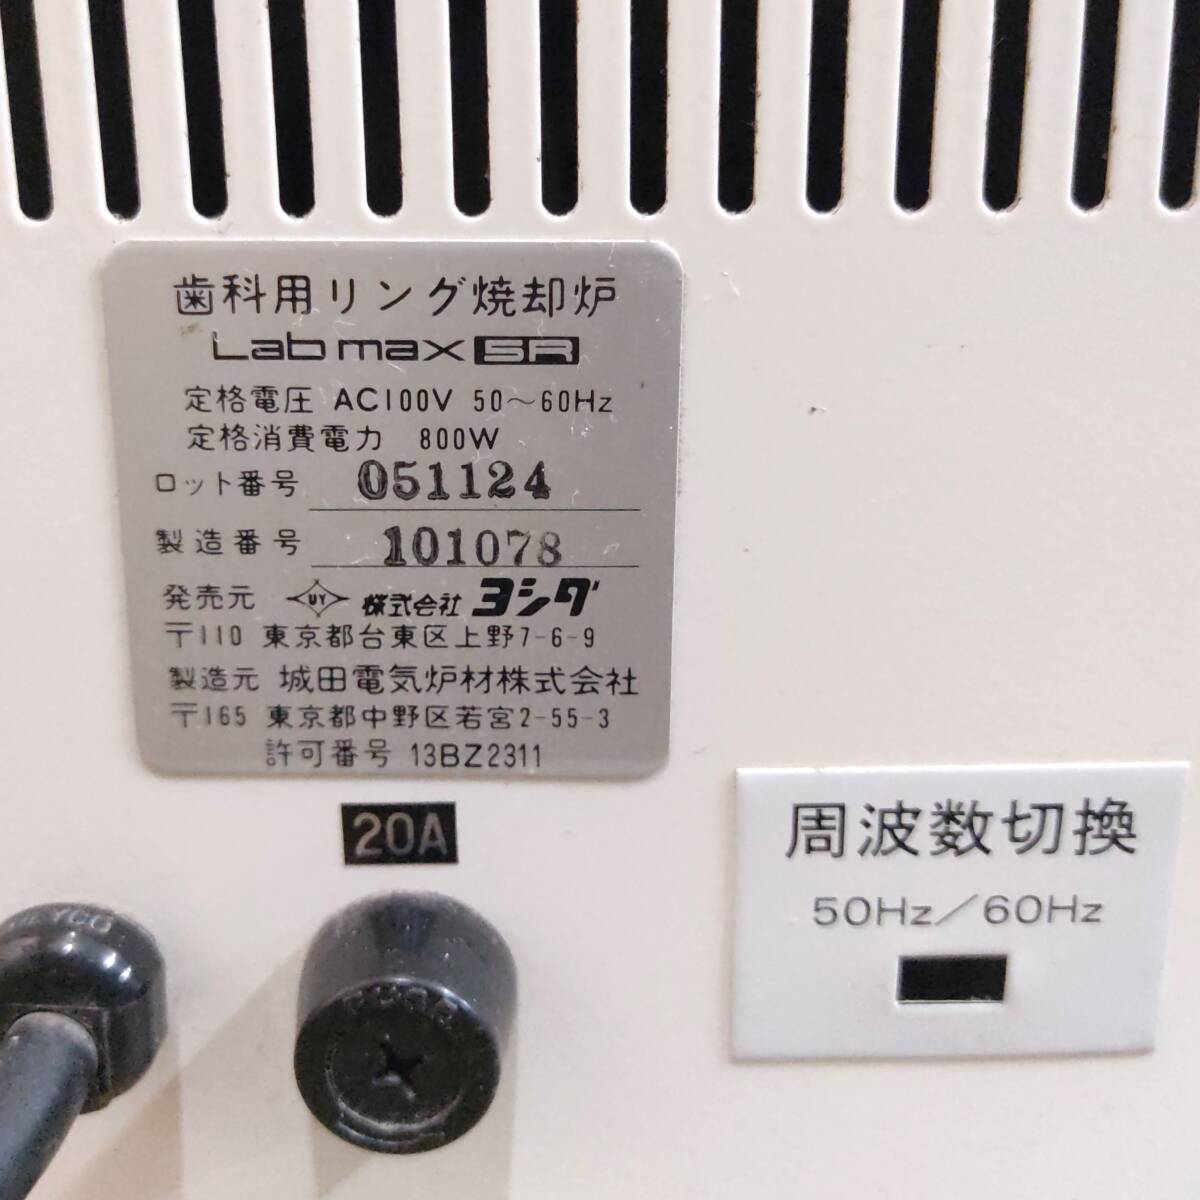 歯科用リング焼却炉
Lab max SR
定格電圧 AC100V 50～60Hz
定格消費電力 800W
ロット番号 051124
製造番号 101078
発売元 UY 株式会社 ヨシダ
〒110 東京都台東区上野7-6-9
製造元 城田電気炉材株式会社
〒165 東京都中野区若宮2-55-3
許可番号 13BZ2311
20A
周波数切換
50Hz／60Hz